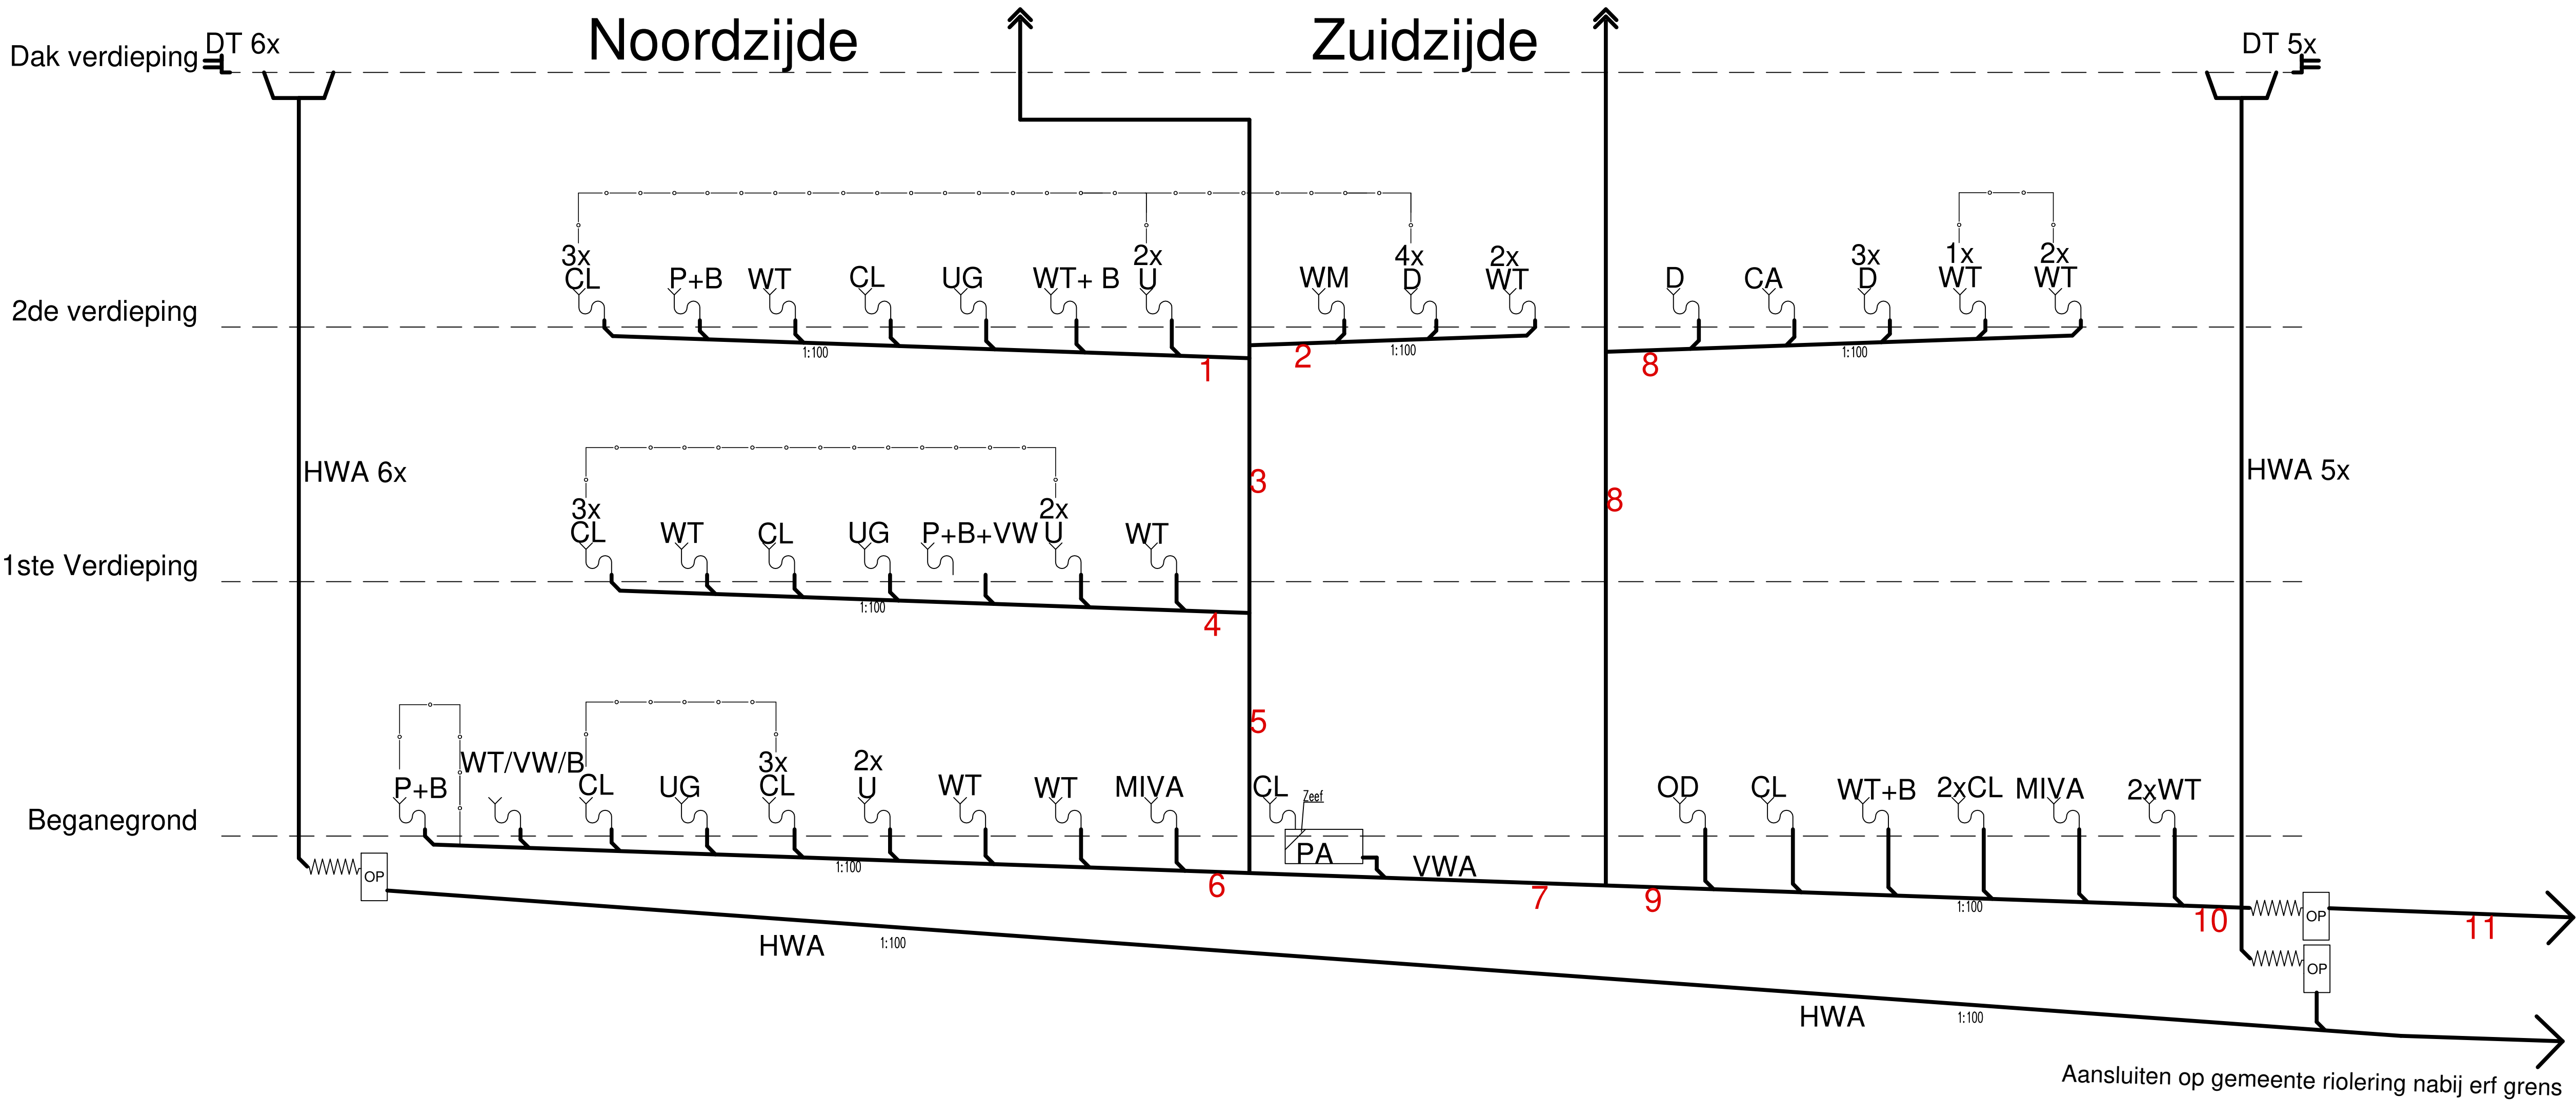 Noordzijde
Zuidzijde
DT 6x
DT 5x
Dak verdieping
3x
2x
4x
2x
3x
1x
2x
CL
P+B
WT
CL
UG
WT+ B
U
WM
D
WT
D
CA
D
WT
WT
2de verdieping
1:100
1:100
1:100
1
2
8
HWA 6x
3
8
HWA 5x
3x
2x
CL
WT
CL
UG
P+B+VW
U
WT
1ste Verdieping
1:100
4
5
WT/VW/B
3x
2x
P+B
CL
UG
CL
U
WT
WT
MIVA
CL
Zeef
OD
CL
WT+B
2xCL
MIVA
2xWT
Beganegrond
PA
VWA
1:100
OP
6
7
9
1:100
10
OP
11
HWA
1:100
OP
HWA
1:100
Aansluiten op gemeente riolering nabij erf grens